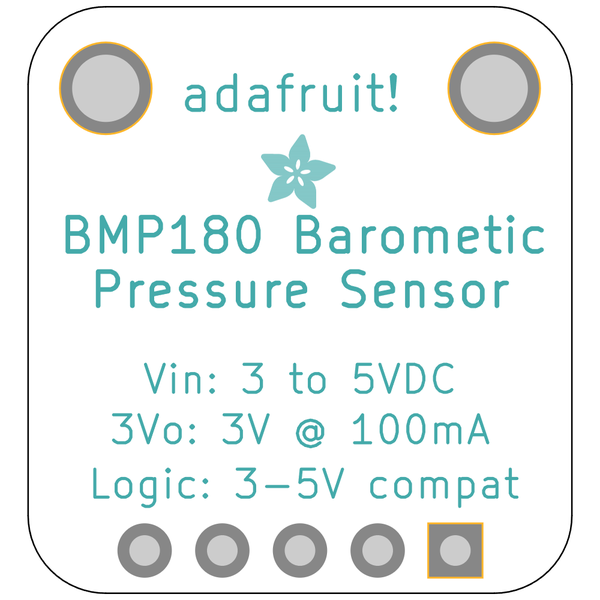 adafruit!
BMP180 Barometic
Pressure Sensor
Vin: 3 to 5VDC
3Vo: 3V @ 100mA
Logic: 3-5V compat